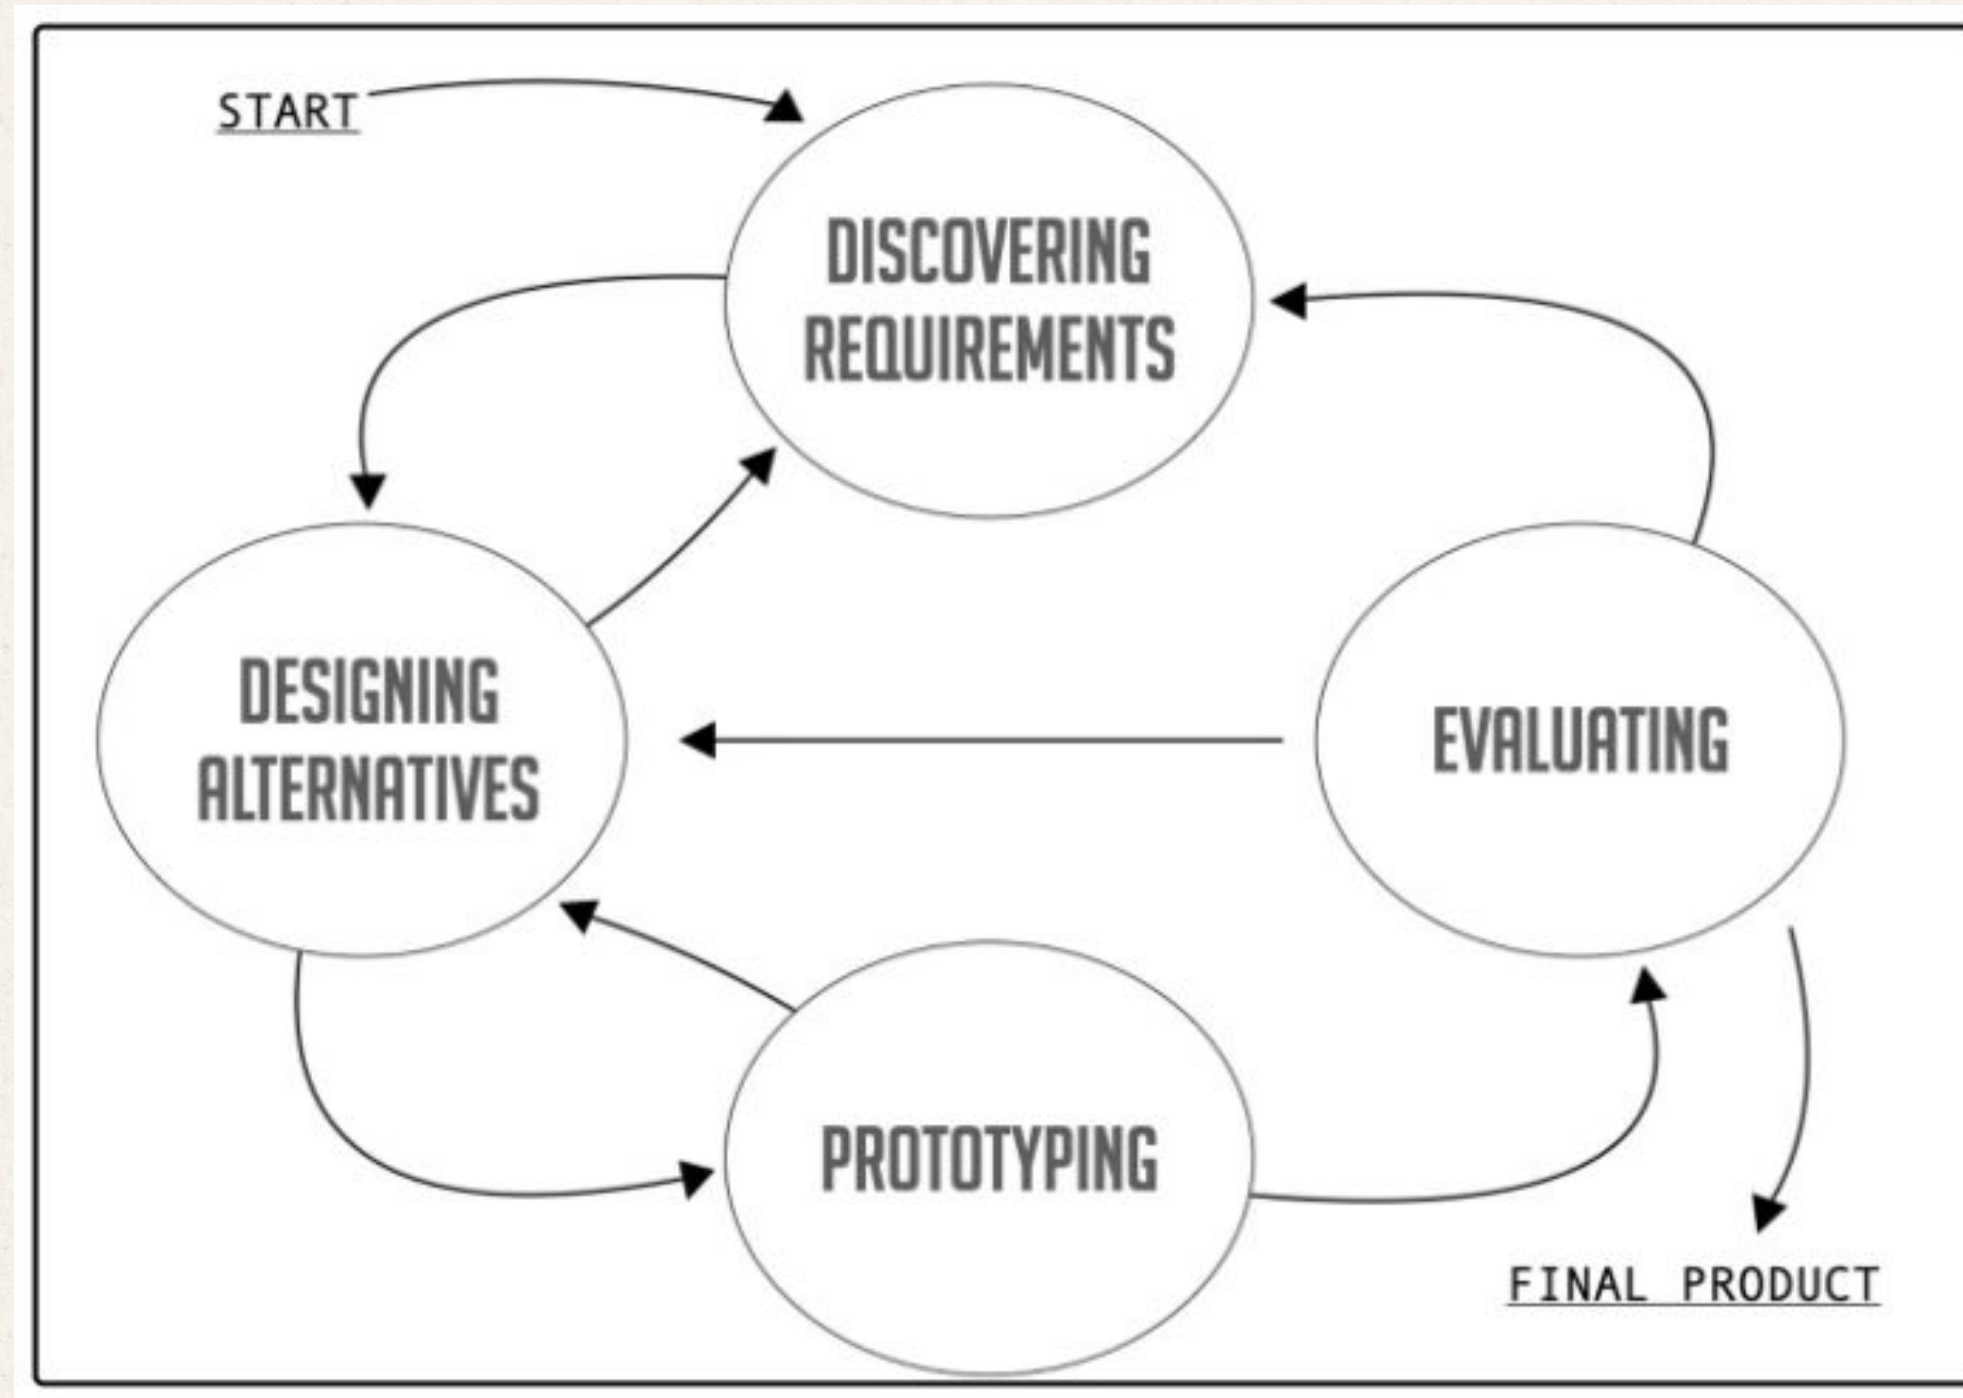 START
DISCOVERING
REQUIREMENTS
DESIGNING
ALTERNATIVES
EVALUATING
PROTOTYPING
FINAL PRODUCT